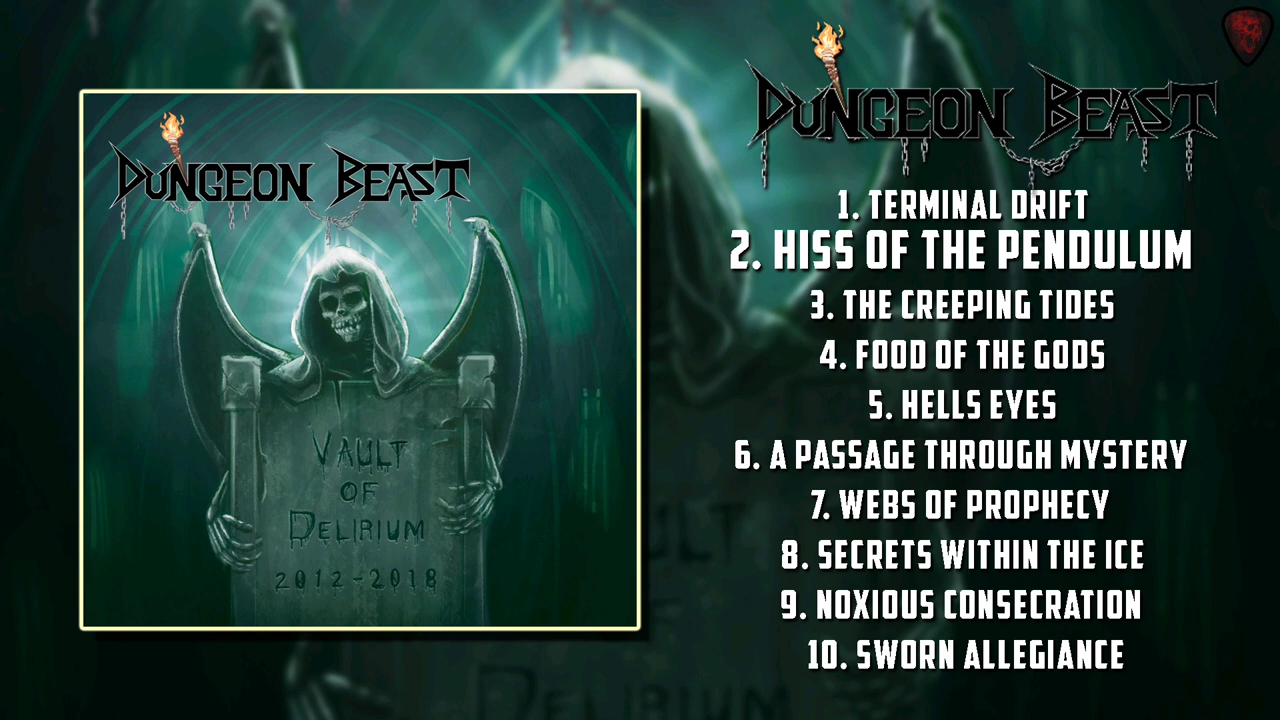 DUNGEON BEAST
VAULT
OF
DELIRIUM
2012-2018
DUNGEON BEAST
1. TERMINAL DRIFT
2. HISS OF THE PENDULUM
3. THE CREEPING TIDES
4. FOOD OF THE GODS
5. HELLS EYES
6. A PASSAGE THROUGH MYSTERY
7. WEBS OF PROPHECY
8. SECRETS WITHIN THE ICE
9. NOXIOUS CONSECRATION
10. SWORN ALLEGIANCE